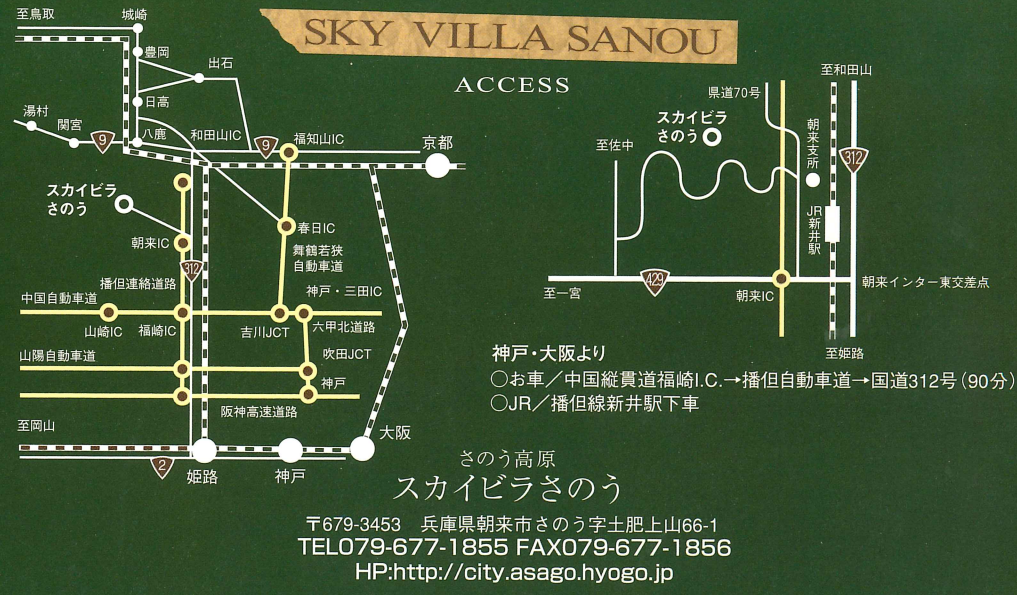 SKY VILLA SANOU
ACCESS
至鳥取
城崎
豊岡
出石
日高
湯村
関宮
9
八鹿
和田山IC
9
福知山IC
京都
スカイビラ
さのう
朝来IC
312
春日IC
舞鶴若狭
自動車道
播但連絡道路
神戸・三田IC
中国自動車道
山崎IC
福崎IC
吉川JCT
六甲北道路
山陽自動車道
吹田JCT
神戸
阪神高速道路
至岡山
大阪
2
姫路
神戸
至和田山
県道70号
スカイビラ
さのう
朝来支所
312
至佐中
JR新井駅
429
至一宮
朝来IC
朝来インター東交差点
至姫路
神戸・大阪より
○お車／中国縦貫道福崎I.C.→播但自動車道→国道312号（90分）
○JR／播但線新井駅下車
さのう高原
スカイビラさのう
〒679-3453 兵庫県朝来市さのう字土肥上山66-1
TEL079-677-1855 FAX079-677-1856
HP:http://city.asago.hyogo.jp